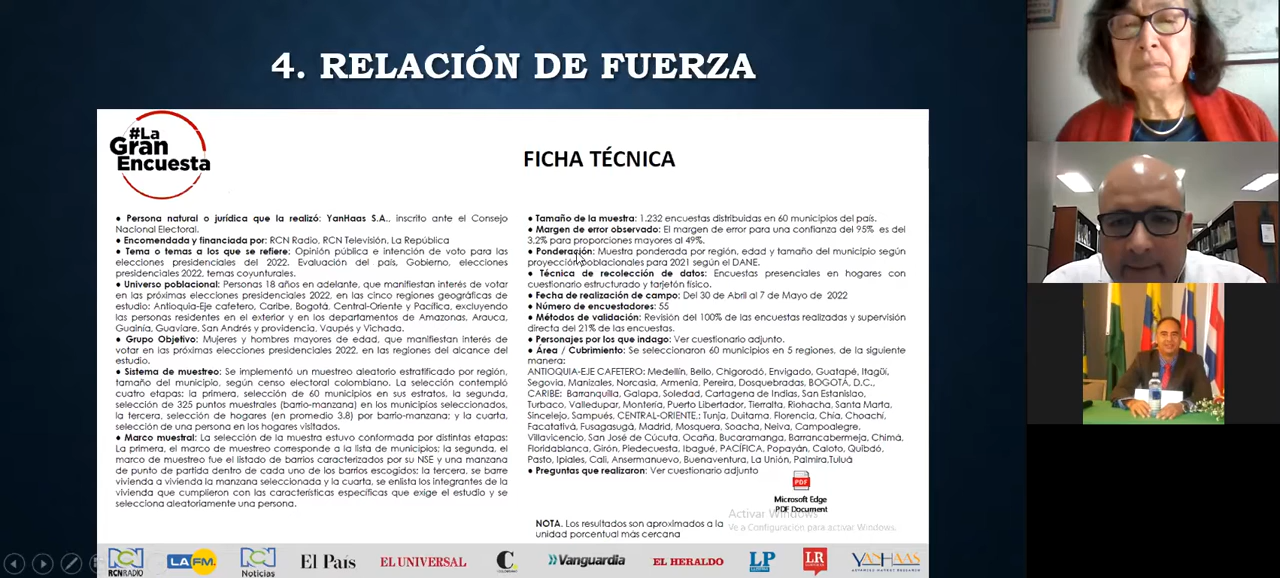 4. RELACIÓN DE FUERZA
#La
Gran
Encuesta
FICHA TÉCNICA
● Persona natural o jurídica que la realizó: YanHaas S.A., inscrito ante el Consejo
Nacional Electoral.
● Encomendada y financiada por: RCN Radio, RCN Televisión, La República
● Tema o temas a los que se refiere: Opinión pública e intención de voto para las
elecciones presidenciales del 2022. Evaluación del país, Gobierno, elecciones
presidenciales 2022, temas coyunturales.
● Universo poblacional: Personas 18 años en adelante, que manifiestan interés de
votar en las próximas elecciones presidenciales 2022, en las cinco regiones geográficas de
estudio: Antioquia-Eje cafetero, Caribe, Bogotá, Central-Oriente y Pacífica, excluyendo
las personas residentes en el exterior y en los departamentos de Amazonas, Arauca,
Guainía, Guaviare, San Andrés y providencia, Vaupés y Vichada.
● Grupo Objetivo: Mujeres y hombres mayores de edad, que manifiestan interés de
votar en las próximas elecciones presidenciales 2022, en las regiones del alcance del
estudio.
● Sistema de muestreo: Se implementó un muestreo aleatorio estratificado por región,
tamaño del municipio, según censo electoral colombiano. La selección contempló
cuatro etapas: la primera, selección de 60 municipios en sus estratos, la segunda,
selección de 325 puntos muestrales (barrio-manzana) en los municipios seleccionados,
la tercera, selección de hogares (en promedio 3,8) por barrio-manzana; y la cuarta,
selección de una persona en los hogares visitados.
● Marco muestral: La selección de la muestra estuvo conformada por distintas etapas:
La primera, el marco de muestreo corresponde a la lista de municipios; la segunda, el
marco de muestreo fue el listado de barrios caracterizados por su NSE y una manzana
de punto de partida dentro de cada uno de los barrios escogidos; la tercera, se barre
vivienda a vivienda la manzana seleccionada y la cuarta, se enlista los integrantes de la
vivienda que cumplieron con las características específicas que exige el estudio y se
selecciona aleatoriamente una persona.
● Tamaño de la muestra: 1.232 encuestas distribuidas en 60 municipios del país.
● Margen de error observado: El margen de error para una confianza del 95% es del
3,2% para proporciones mayores al 49%.
● Ponderación: Muestra ponderada por región, edad y tamaño del municipio según
proyección poblacionales para 2021 según el DANE.
● Técnica de recolección de datos: Encuestas presenciales en hogares con
cuestionario estructurado y tarjetón físico.
● Fecha de realización de campo: Del 30 de Abril al 7 de Mayo de 2022
● Número de encuestadores: 55
● Métodos de validación: Revisión del 100% de las encuestas realizadas y supervisión
directa del 21% de las encuestas.
● Personajes por los que indago: Ver cuestionario adjunto.
● Área / Cubrimiento: Se seleccionaron 60 municipios en 5 regiones, de la siguiente
manera:
ANTIOQUIA-EJE CAFETERO: Medellín, Bello, Chigorodó, Envigado, Guatapé, Itagüí,
Segovia, Manizales, Norcasia, Armenia, Pereira, Dosquebradas, BOGOTÁ, D.C.,
CARIBE: Barranquilla, Galapa, Soledad, Cartagena de Indias, San Estanislao,
Turbaco, Valledupar, Montería, Puerto Libertador, Tierralta, Riohacha, Santa Marta,
Sincelejo, Sampués, CENTRAL-ORIENTE,: Tunja, Duitama, Florencia, Chía, Choachí,
Facatativá, Fusagasugá, Madrid, Mosquera, Soacha, Neiva, Campoalegre,
Villavicencio, San José de Cúcuta, Ocaña, Bucaramanga, Barrancabermeja, Chimá,
Floridablanca, Girón, Piedecuesta, Ibagué, PACÍFICA, Popayán, Caloto, Quibdó,
Pasto, Ipiales, Cali, Ansermanuevo, Buenaventura, La Unión, Palmira,Tuluá
● Preguntas que realizaron: Ver cuestionario adjunto
Microsoft Edge
PDF Document
NOTA. Los resultados son aproximados a la
unidad porcentual más cercana
Activar Windows
Ve a Configuración para activar Windows.
RCN RADIO
LA FM.
RCN
Noticias
El País
EL UNIVERSAL
C
Vanguardia
EL HERALDO
LP
LR
YANHAAS